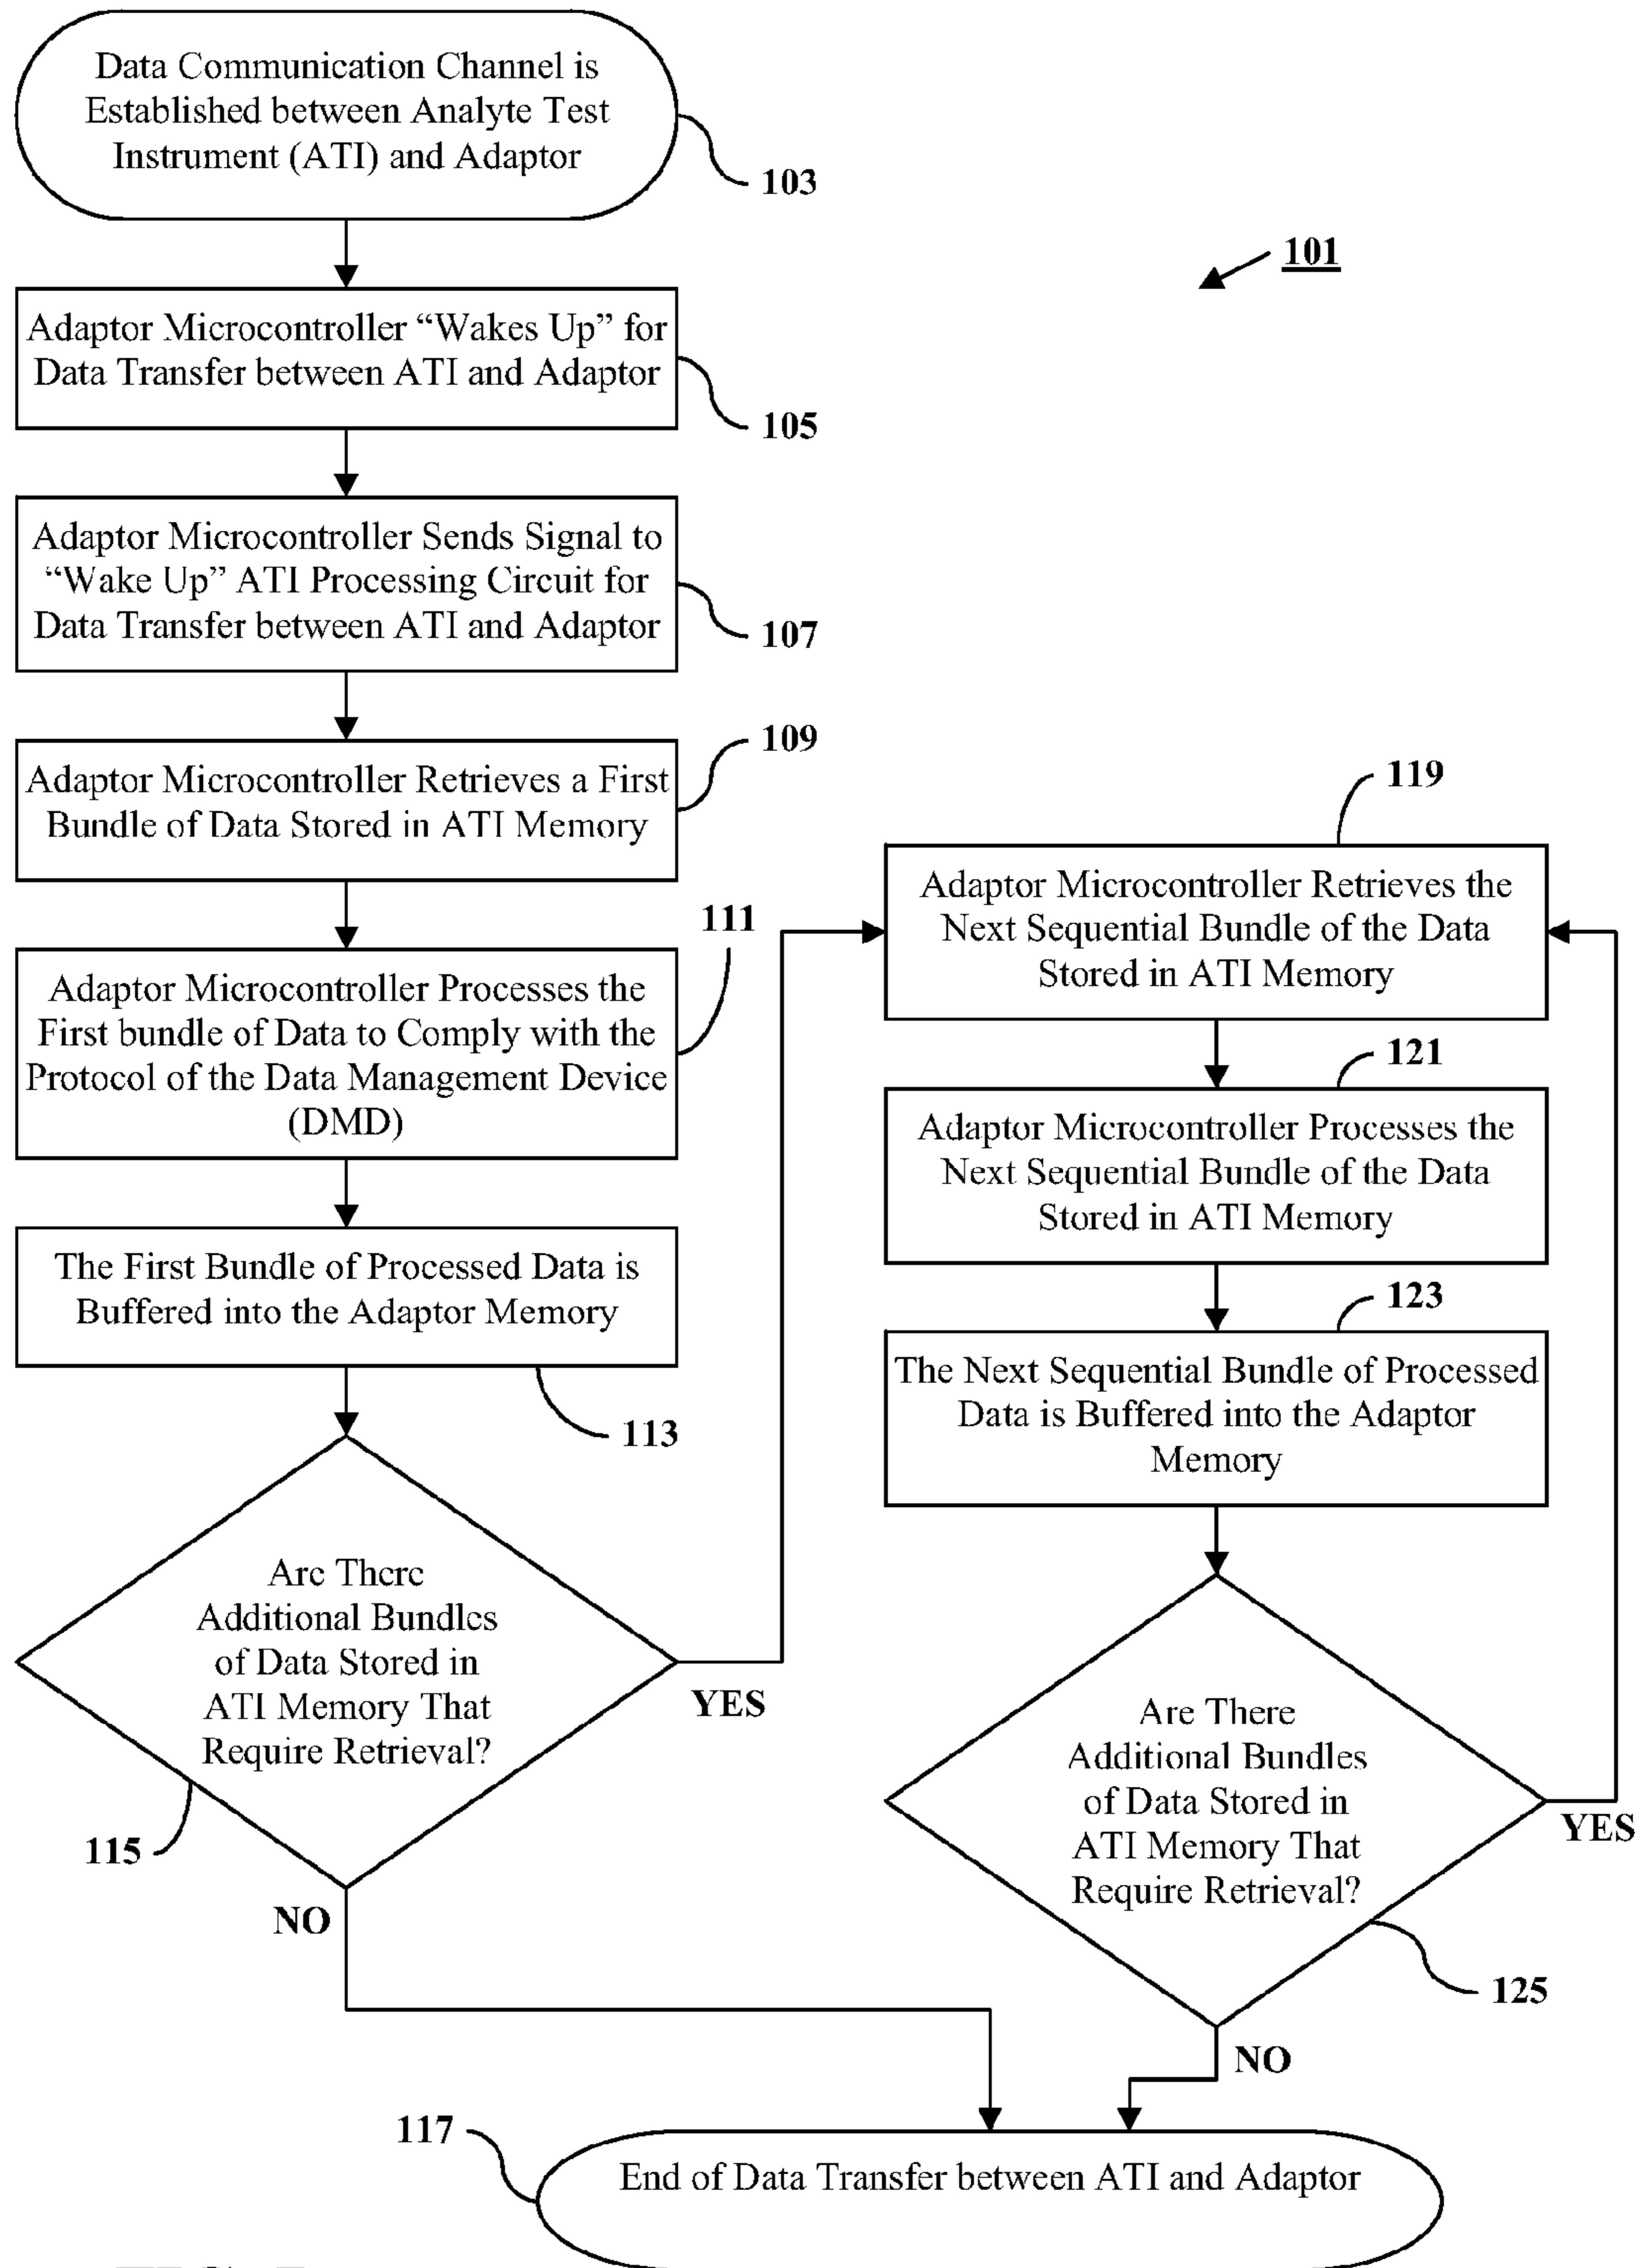 Data Communication Channel is
Established between Analyte Test
Instrument (ATI) and Adaptor
103
101
Adaptor Microcontroller “Wakes Up” for
Data Transfer between ATI and Adaptor
105
Adaptor Microcontroller Sends Signal to
“Wake Up” ATI Processing Circuit for
Data Transfer between ATI and Adaptor
107
109
Adaptor Microcontroller Retrieves a First
Bundle of Data Stored in ATI Memory
111
Adaptor Microcontroller Processes the
First bundle of Data to Comply with the
Protocol of the Data Management Device
(DMD)
The First Bundle of Processed Data is
Buffered into the Adaptor Memory
113
Are There
Additional Bundles
of Data Stored in
ATI Memory That
Require Retrieval?
YES
115
NO
119
Adaptor Microcontroller Retrieves the
Next Sequential Bundle of the Data
Stored in ATI Memory
121
Adaptor Microcontroller Processes the
Next Sequential Bundle of the Data
Stored in ATI Memory
123
The Next Sequential Bundle of Processed
Data is Buffered into the Adaptor
Memory
Are There
Additional Bundles
of Data Stored in
ATI Memory That
Require Retrieval?
YES
125
NO
117
End of Data Transfer between ATI and Adaptor